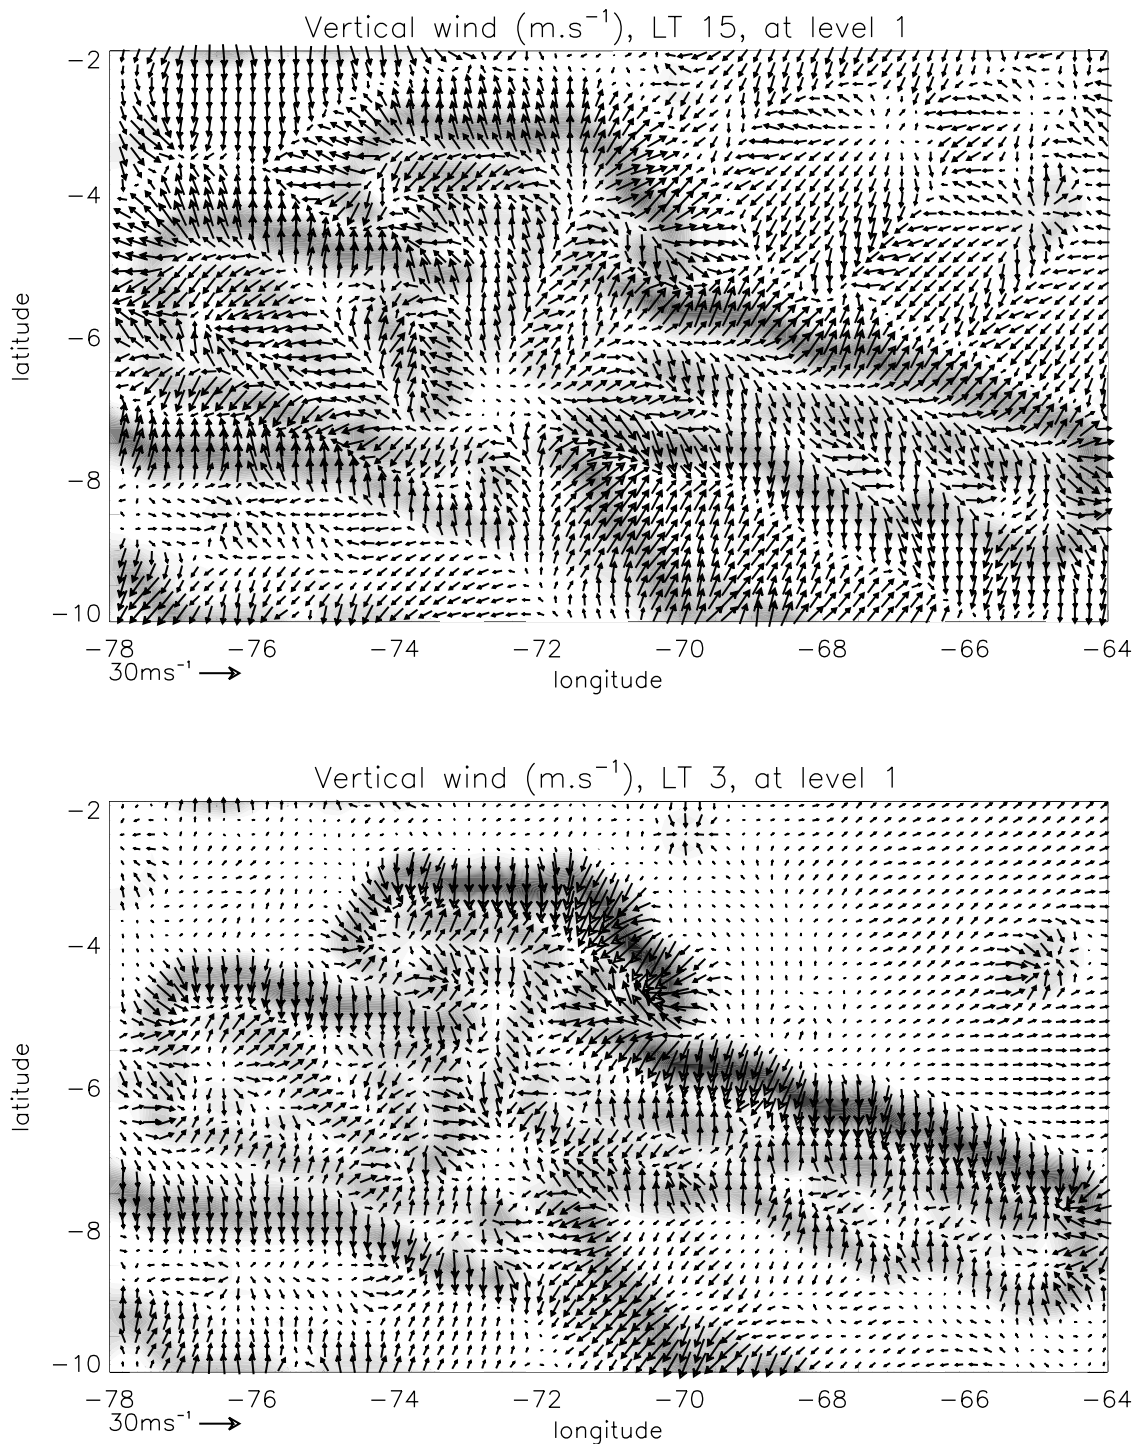 Vertical wind (m.s⁻¹), LT 15, at level 1
−2
−4
−6
−8
−10
latitude
−78 −76 −74 −72 −70 −68 −66 −64
30ms⁻¹
longitude
Vertical wind (m.s⁻¹), LT 3, at level 1
−2
−4
−6
−8
−10
latitude
−78 −76 −74 −72 −70 −68 −66 −64
30ms⁻¹
longitude